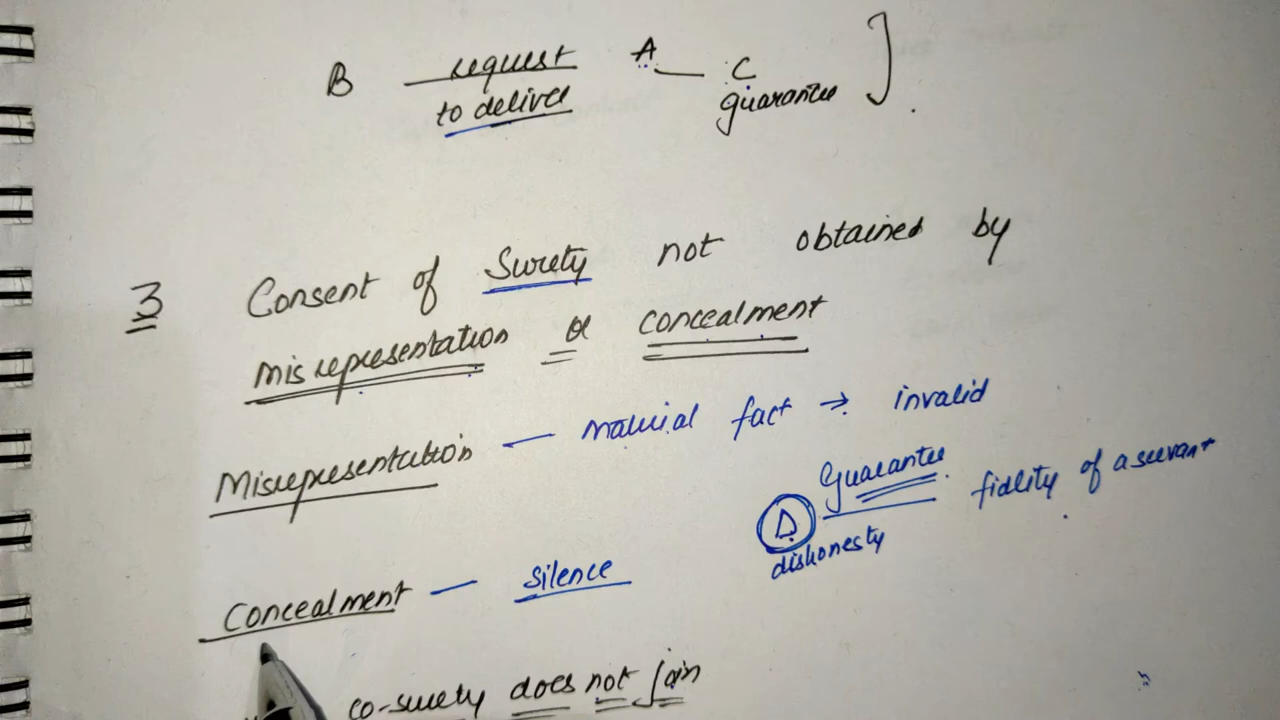 B request A — C ]
to deliver guarantee .
3 Consent of Surety not obtained by
misrepresentation or concealment
Misrepresentation — material fact → invalid
Guarantee fidlity of a servant
dishonesty
Concealment — silence
co-surety does not join